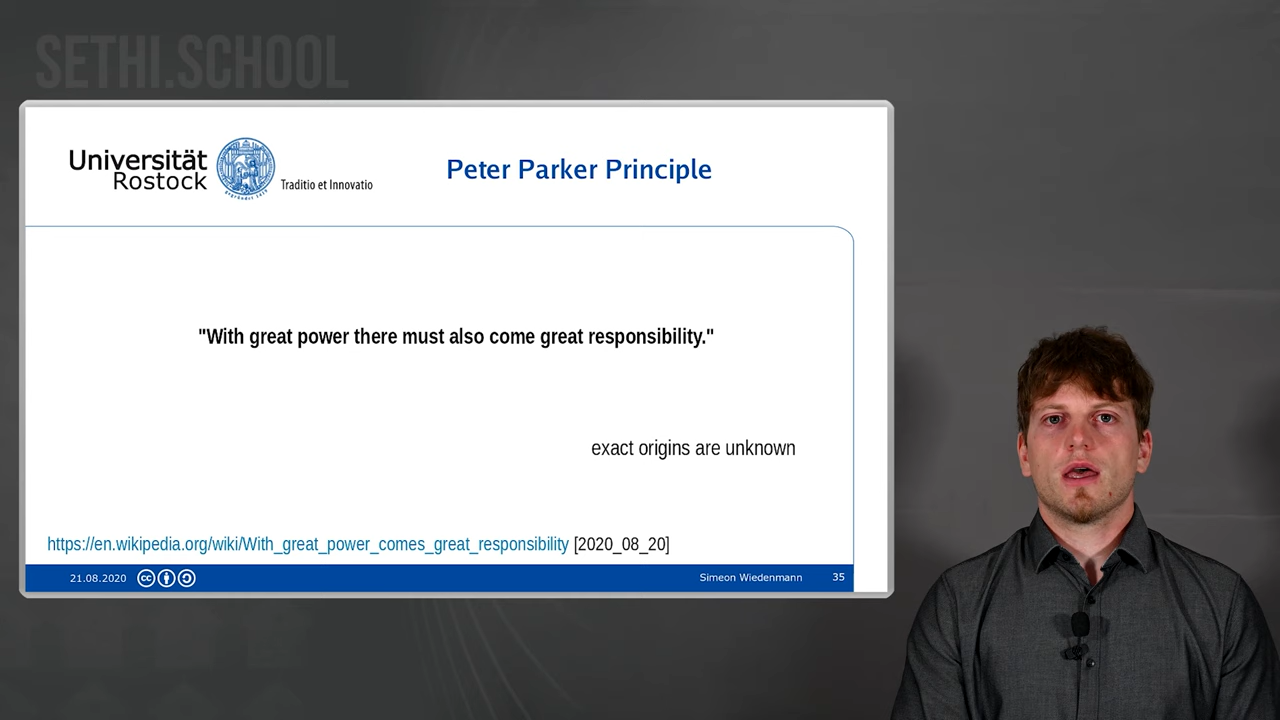 SETHI.SCHOOL
Universität
Rostock
Traditio et Innovatio
Peter Parker Principle
"With great power there must also come great responsibility."
exact origins are unknown
https://en.wikipedia.org/wiki/With_great_power_comes_great_responsibility [2020_08_20]
21.08.2020
Simeon Wiedenmann
35